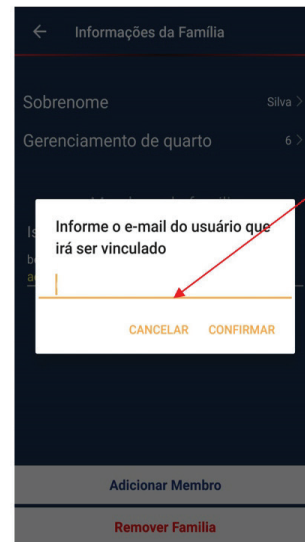 Informações da Família
Sobrenome
Silva
Gerenciamento de quarto
6
Informe o e-mail do usuário que
irá ser vinculado
CANCELAR CONFIRMAR
Adicionar Membro
Remover Familia